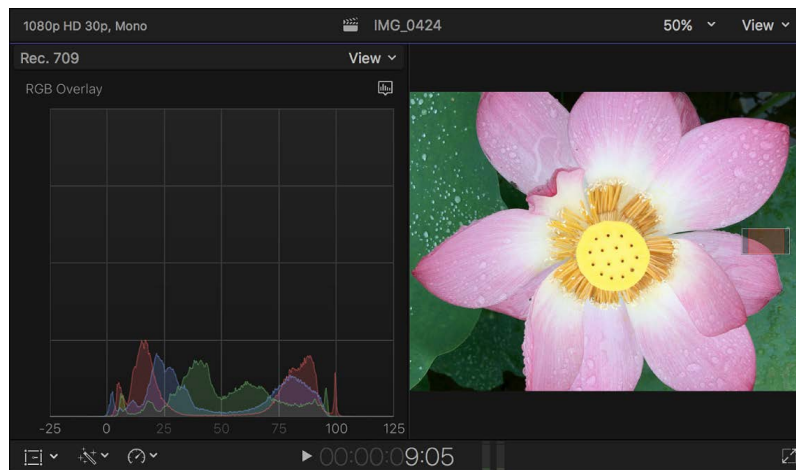 1080p HD 30p, Mono
IMG_0424
50%
View
Rec. 709
View
RGB Overlay
-25 0 25 50 75 100 125
00:00:09:05